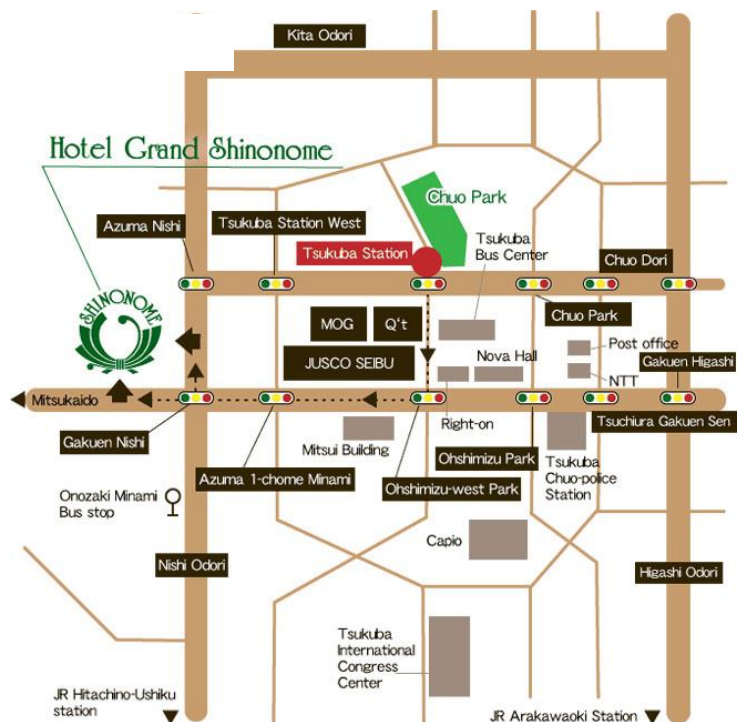 Kita Odori
Hotel Grand Shinonome
Chuo Park
Azuma Nishi
Tsukuba Station West
Tsukuba Station
Tsukuba
Bus Center
Chuo Dori
SHINONOME
MOG
Q't
Chuo Park
JUSCO SEIBU
Nova Hall
Post office
Gakuen Higashi
NTT
Mitsukaido
Gakuen Nishi
Right-on
Tsuchiura Gakuen Sen
Mitsui Building
Ohshimizu Park
Azuma 1-chome Minami
Ohshimizu-west Park
Tsukuba
Chuo-police
Station
Onozaki Minami
Bus stop
Capio
Nishi Odori
Higashi Odori
Tsukuba
International
Congress
Center
JR Hitachino-Ushiku
station
JR Arakawaoki Station